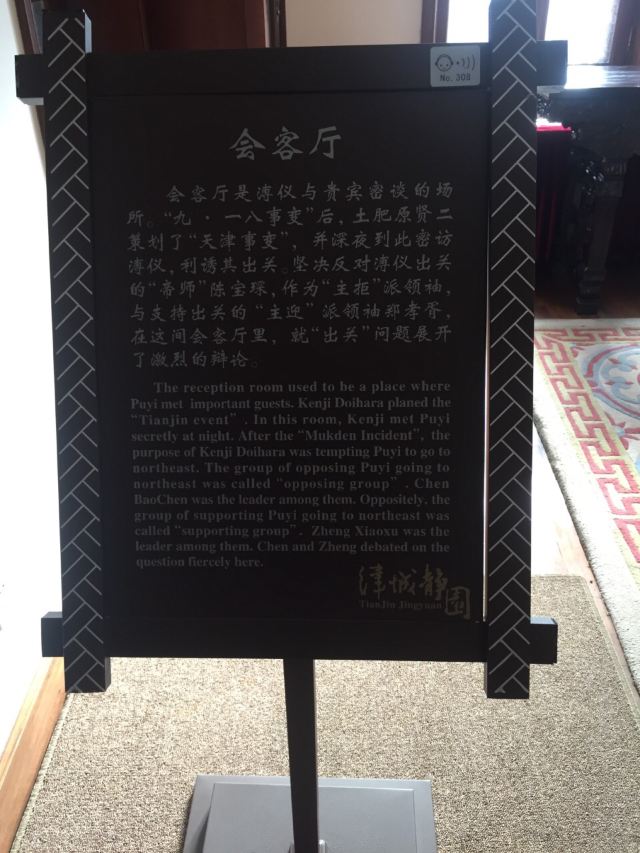 No. 308
会客厅
会客厅是溥仪与贵宾密谈的场
所。“九·一八事变”后，土肥原贤二
策划了“天津事变”，并深夜到此密访
溥仪，利诱其出关。坚决反对溥仪出关
的“帝师”陈宝琛，作为“主拒”派领袖，
与支持出关的“主迎”派领袖郑孝胥，
在这间会客厅里，就“出关”问题展开
了激烈的辩论。
The reception room used to be a place where
Puyi met important guests. Kenji Doihara planed the
“Tianjin event”. In this room, Kenji met Puyi
secretly at night. After the “Mukden Incident”, the
purpose of Kenji Doihara was tempting Puyi to go to
northeast. The group of opposing Puyi going to
northeast was called “opposing group”. Chen
BaoChen was the leader among them. Oppositely, the
group of supporting Puyi going to northeast was
called “supporting group”. Zheng Xiaoxu was the
leader among them. Chen and Zheng debated on the
question fiercely here.
津城静园
TianJin Jingyuan